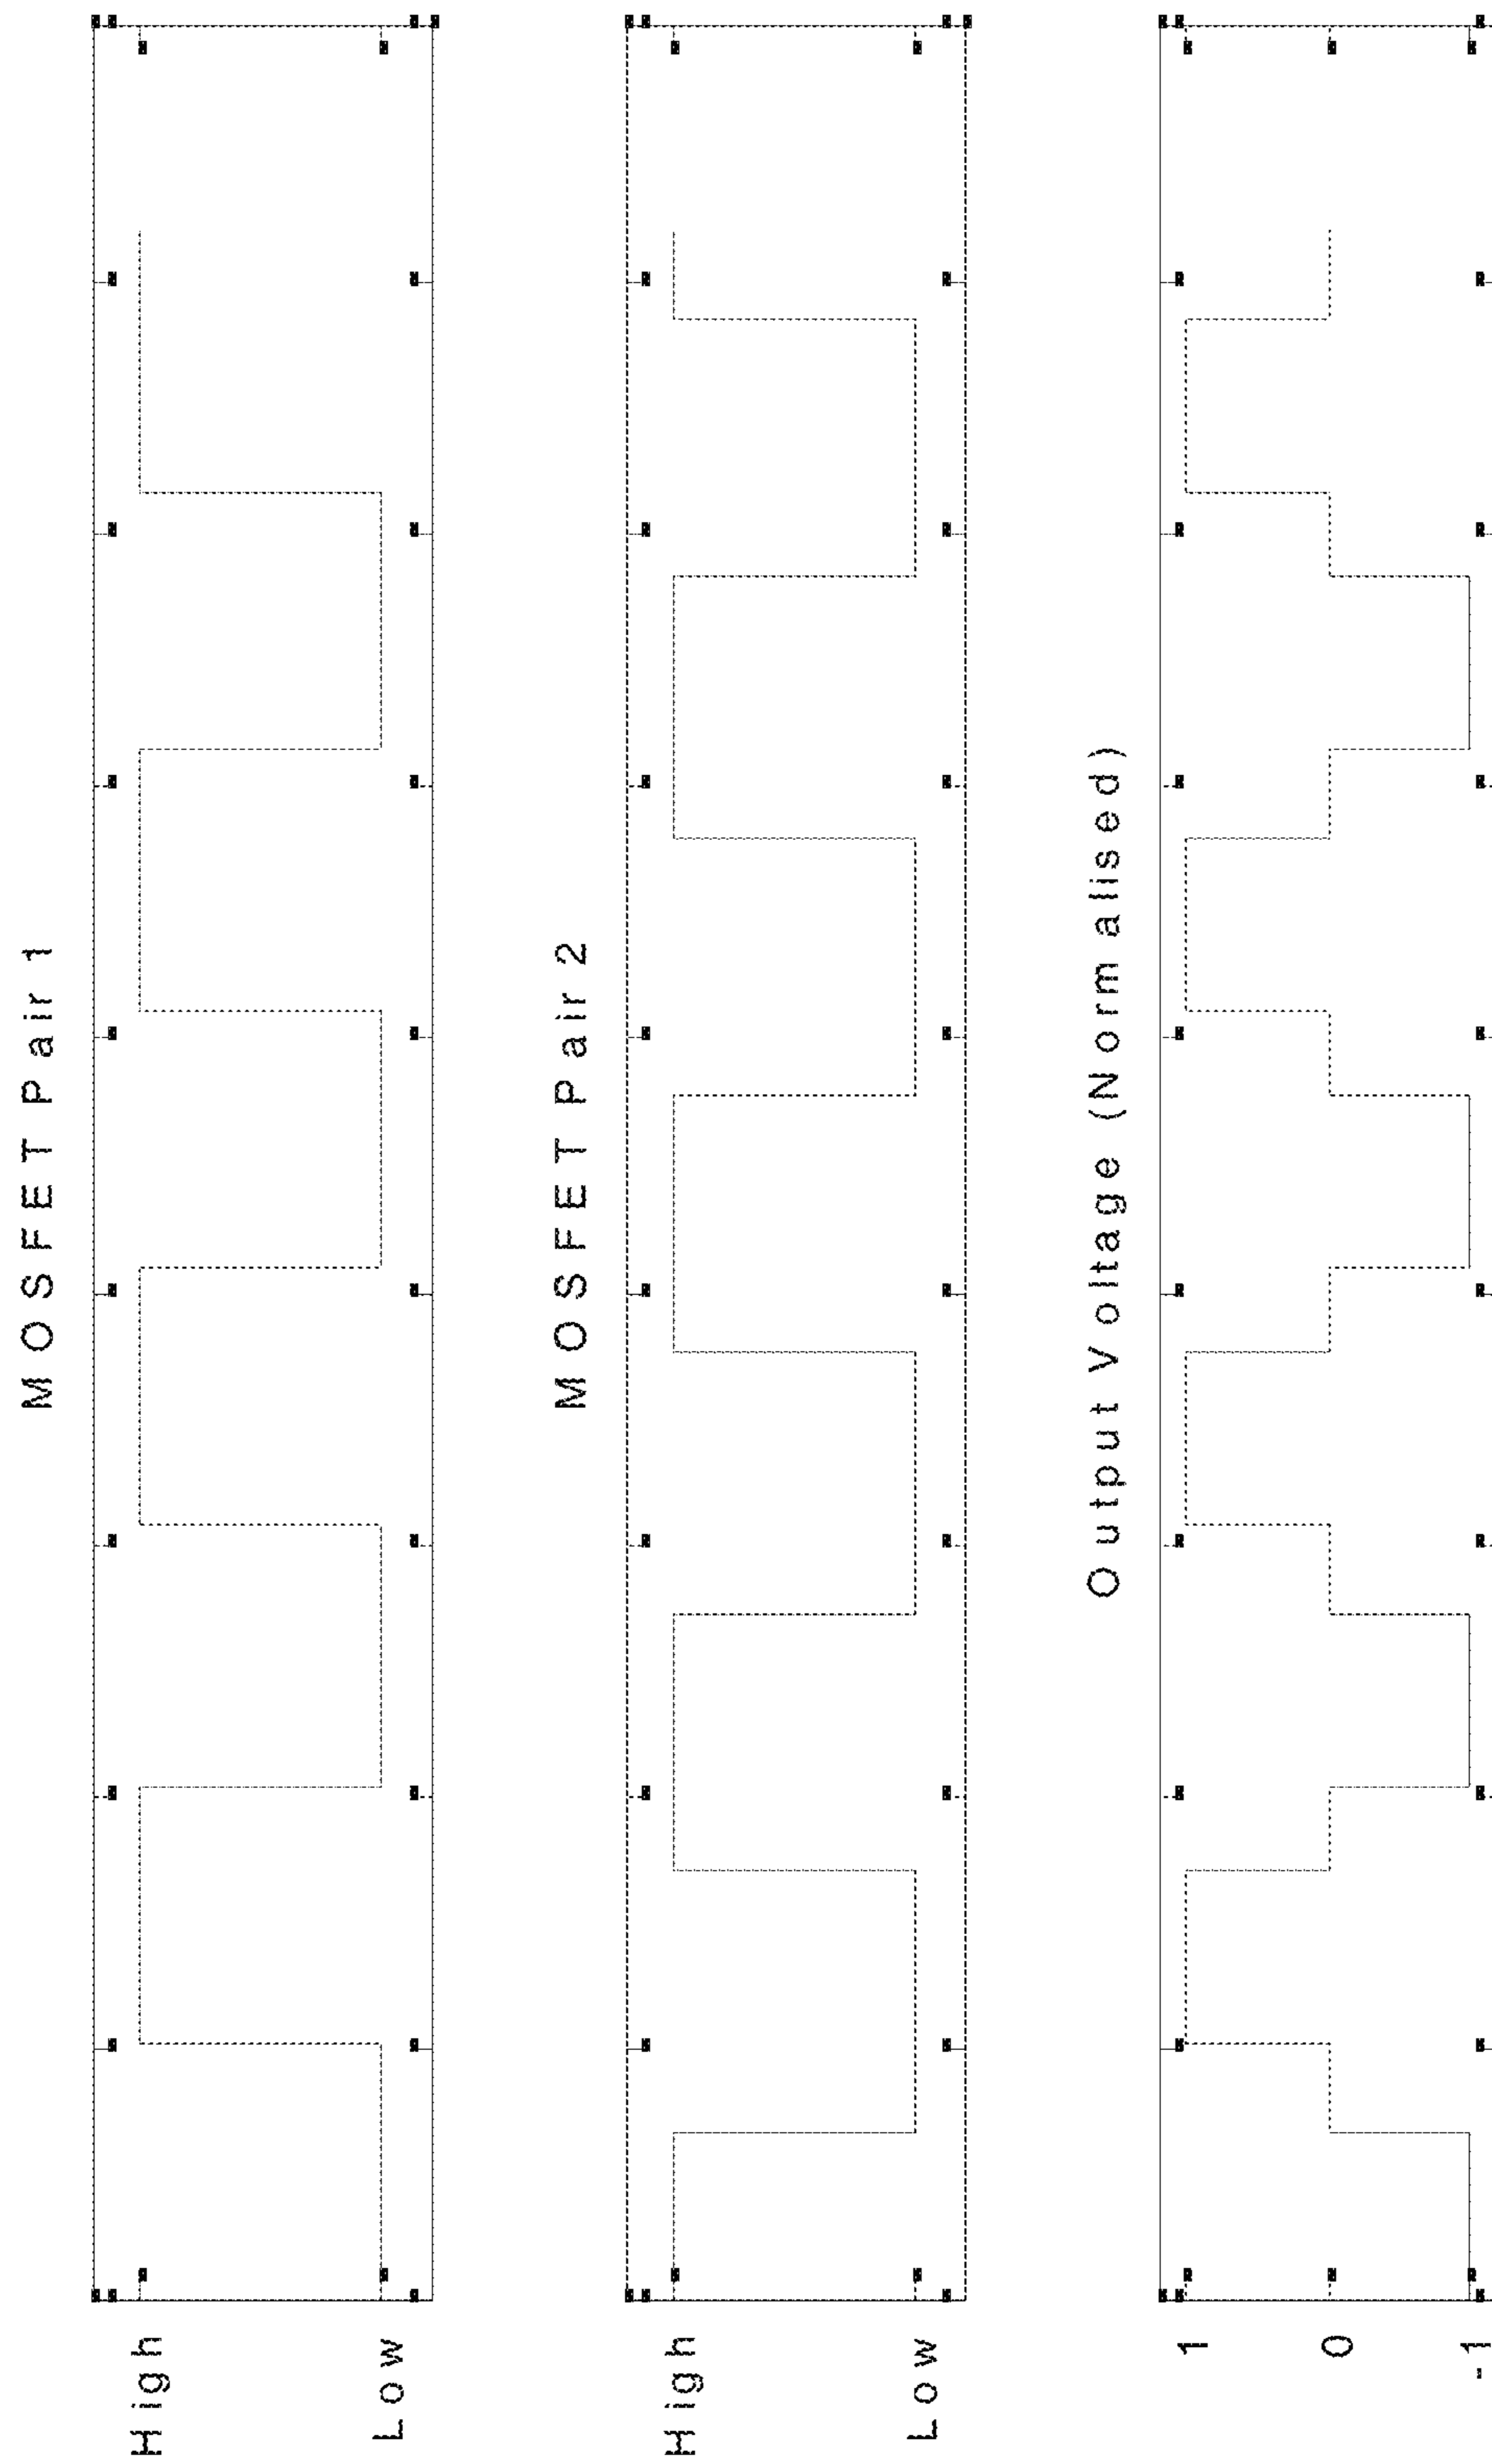 MOSFET Pair 1
High
Low
MOSFET Pair 2
High
Low
Output Voltage (Normalised)
1
0
-1